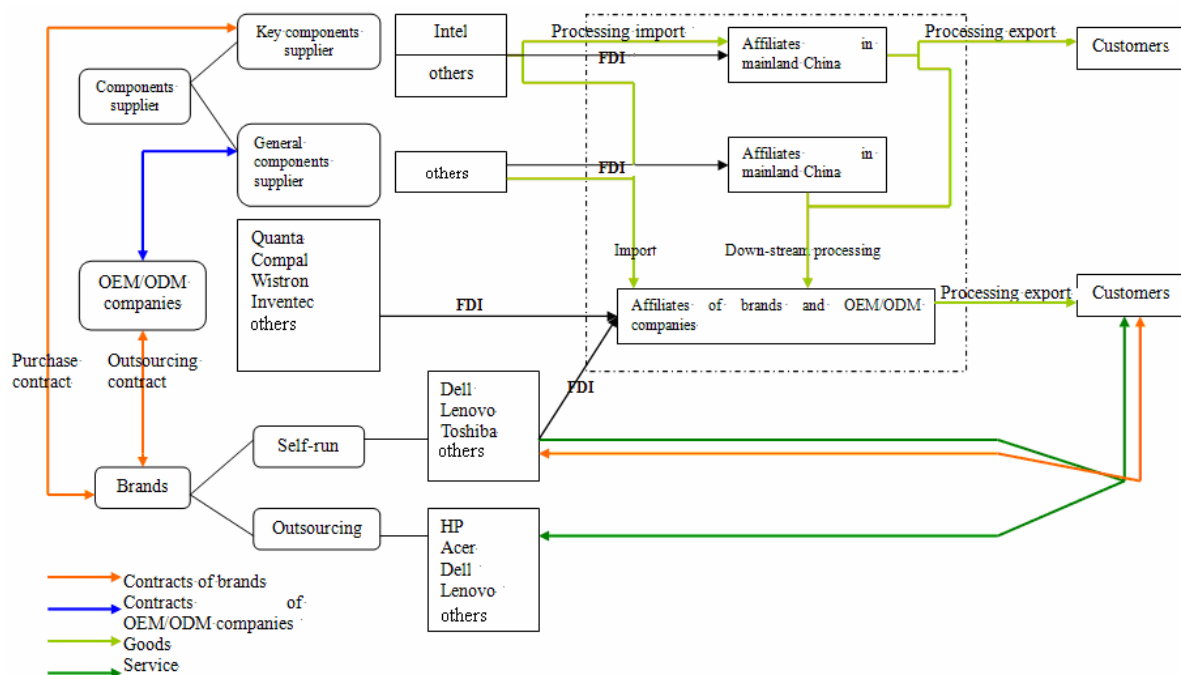 Key components
supplier
Intel
others
Processing import
FDI
Affiliates in
mainland China
Processing export
Customers
Components
supplier
General
components
supplier
others
FDI
Affiliates in
mainland China
Quanta
Compal
Wistron
Inventec
others
Import
Down-stream processing
OEM/ODM
companies
FDI
Affiliates of brands and OEM/ODM
companies
Processing export
Customers
Purchase
contract
Outsourcing
contract
FDI
Dell
Lenovo
Toshiba
others
Self-run
Brands
Outsourcing
HP
Acer
Dell
Lenovo
others
Contracts of brands
Contracts of
OEM/ODM companies
Goods
Service